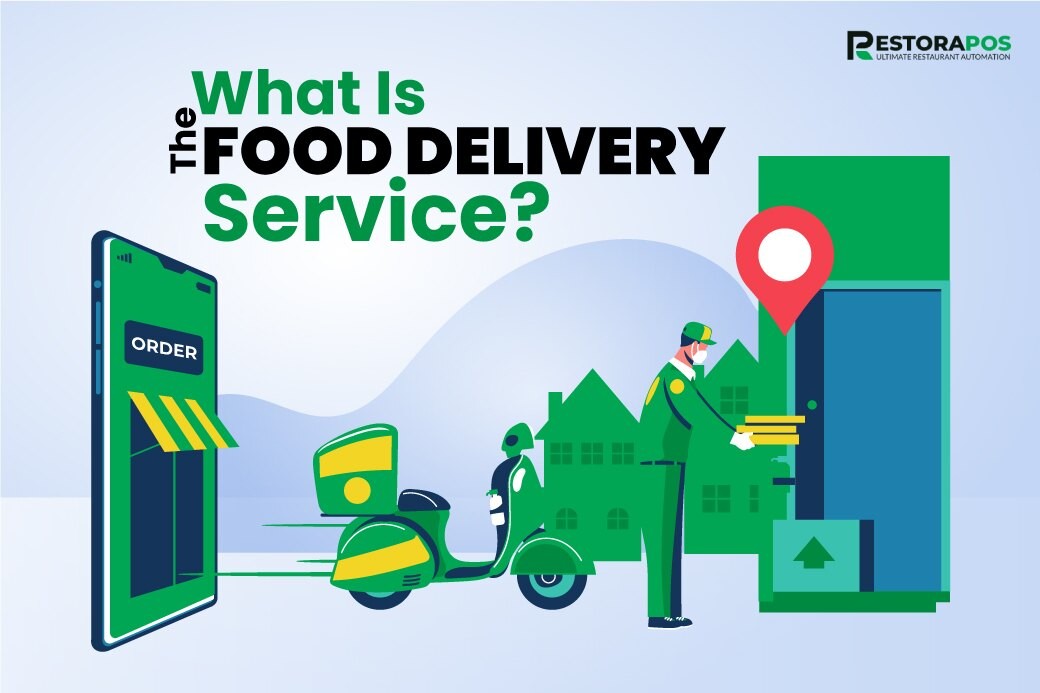 RESTORAPOS
ULTIMATE RESTAURANT AUTOMATION
What Is
The FOOD DELIVERY
Service?
ORDER